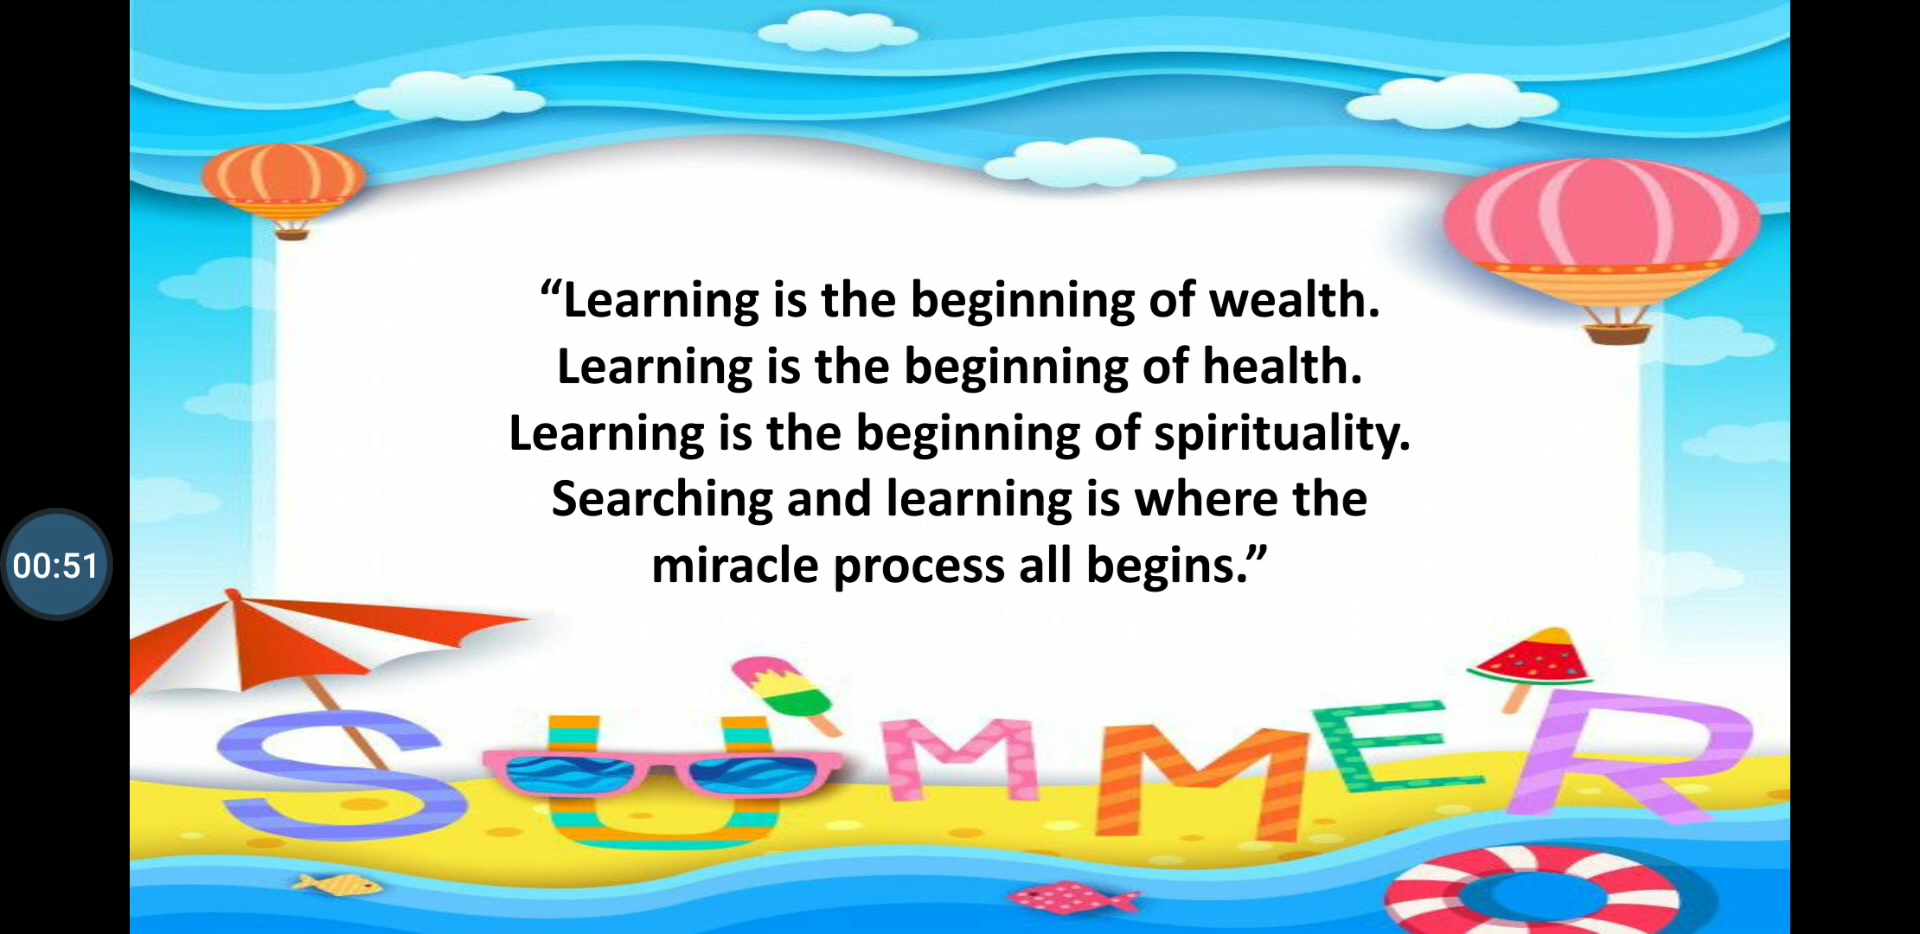 “Learning is the beginning of wealth.
Learning is the beginning of health.
Learning is the beginning of spirituality.
Searching and learning is where the
miracle process all begins.”
00:51
SUMMER